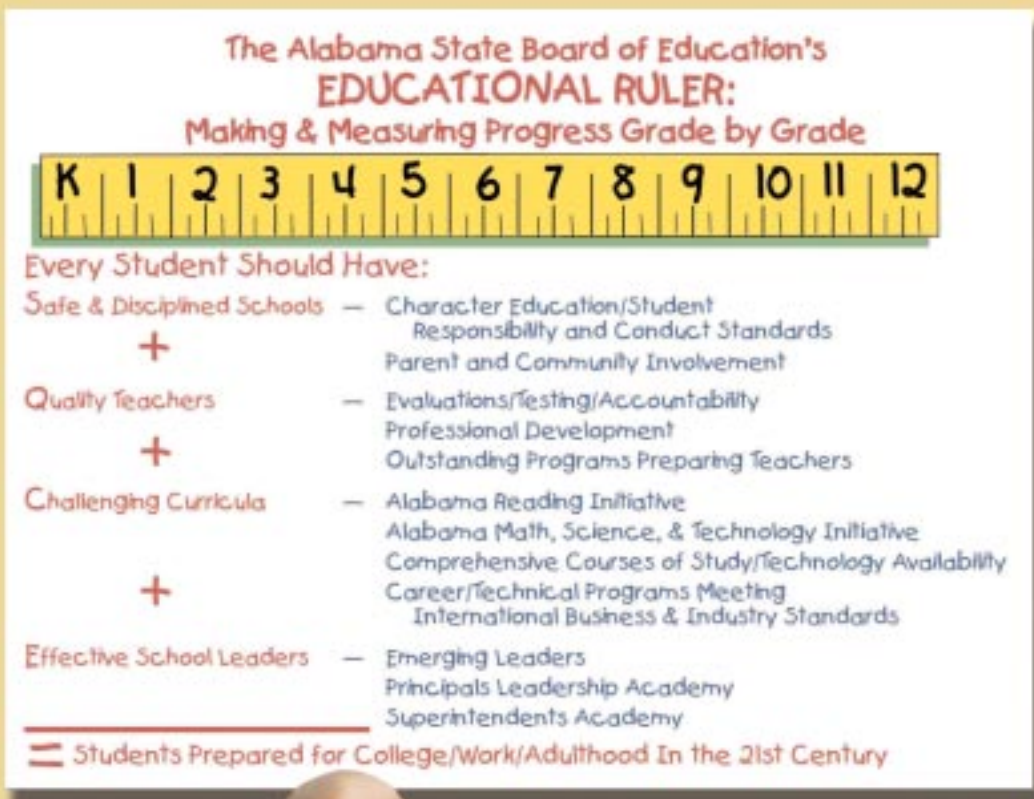 The Alabama State Board of Education's
EDUCATIONAL RULER:
Making & Measuring Progress Grade by Grade
K 1 2 3 4 5 6 7 8 9 10 11 12
Every Student Should Have:
Safe & Disciplined Schools — Character Education/Student
Responsibility and Conduct Standards
+
Parent and Community Involvement
Quality Teachers — Evaluations/Testing/Accountability
Professional Development
+
Outstanding Programs Preparing Teachers
Challenging Curricula — Alabama Reading Initiative
Alabama Math, Science, & Technology Initiative
Comprehensive Courses of Study/Technology Availability
+
Career/Technical Programs Meeting
International Business & Industry Standards
Effective School Leaders — Emerging Leaders
Principals Leadership Academy
Superintendents Academy
= Students Prepared for College/Work/Adulthood In the 21st Century